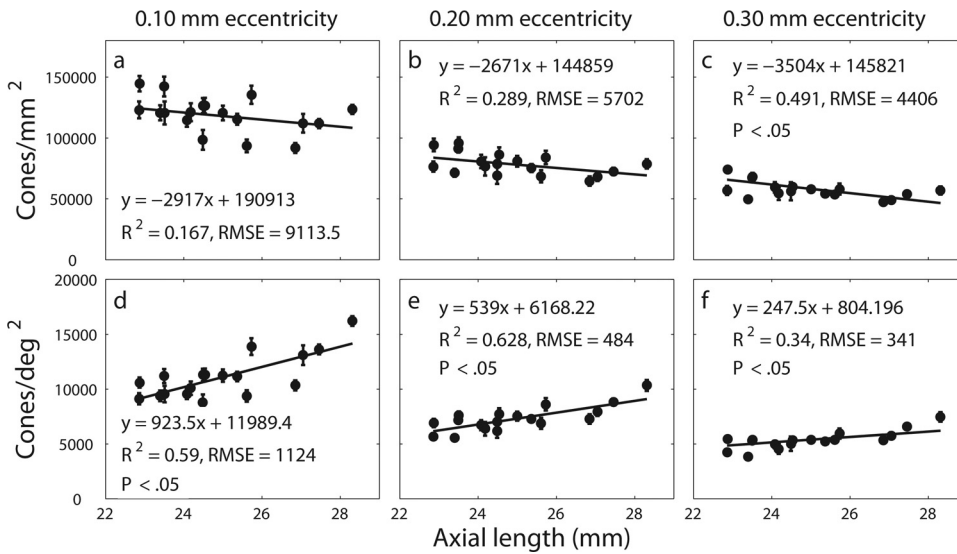 0.10 mm eccentricity
0.20 mm eccentricity
0.30 mm eccentricity
Cones/mm 2
150000
100000
50000
0
a
y = −2917x + 190913
R 2 = 0.167, RMSE = 9113.5
b
y = −2671x + 144859
R 2 = 0.289, RMSE = 5702
c
y = −3504x + 145821
R 2 = 0.491, RMSE = 4406
P < .05
Cones/deg 2
20000
15000
10000
5000
0
d
y = 923.5x + 11989.4
R 2 = 0.59, RMSE = 1124
P < .05
e
y = 539x + 6168.22
R 2 = 0.628, RMSE = 484
P < .05
f
y = 247.5x + 804.196
R 2 = 0.34, RMSE = 341
P < .05
22 24 26 28
22 24 26 28
22 24 26 28
Axial length (mm)